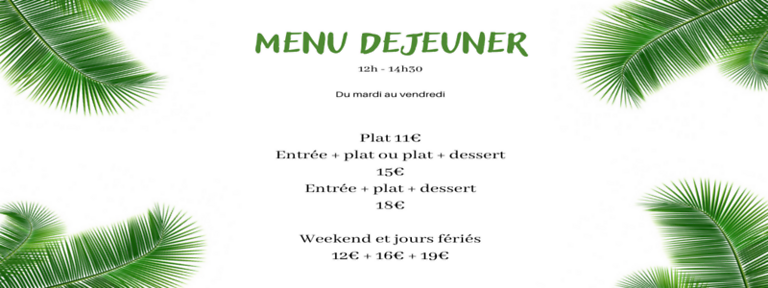 MENU DEJEUNER
12h - 14h30
Du mardi au vendredi
Plat 11€
Entrée + plat ou plat + dessert
15€
Entrée + plat + dessert
18€
Weekend et jours fériés
12€ + 16€ + 19€